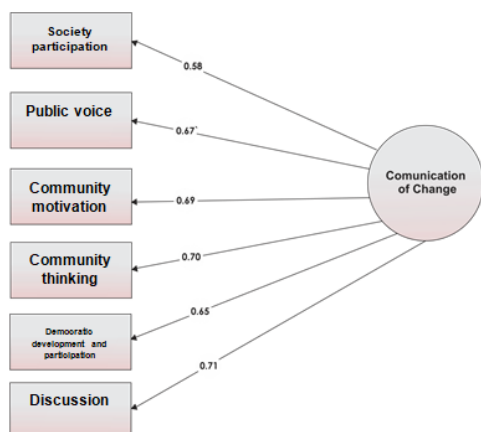 Society
participation
0.58
Public voice
0.67'
Comunication
of Change
Community
motivation
0.69
Community
thinking
0.70
Democratic
development and
participation
0.65
Discussion
0.71